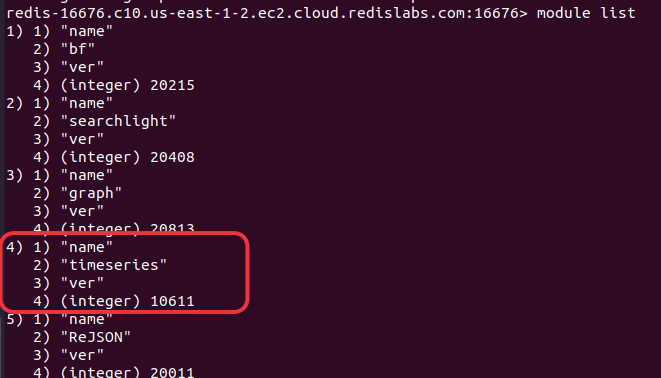 redis-16676.c10.us-east-1-2.ec2.cloud.redislabs.com:16676> module list
1) 1) "name"
   2) "bf"
   3) "ver"
   4) (integer) 20215
2) 1) "name"
   2) "searchlight"
   3) "ver"
   4) (integer) 20408
3) 1) "name"
   2) "graph"
   3) "ver"
   4) (integer) 20813
4) 1) "name"
   2) "timeseries"
   3) "ver"
   4) (integer) 10611
5) 1) "name"
   2) "ReJSON"
   3) "ver"
   4) (integer) 20011